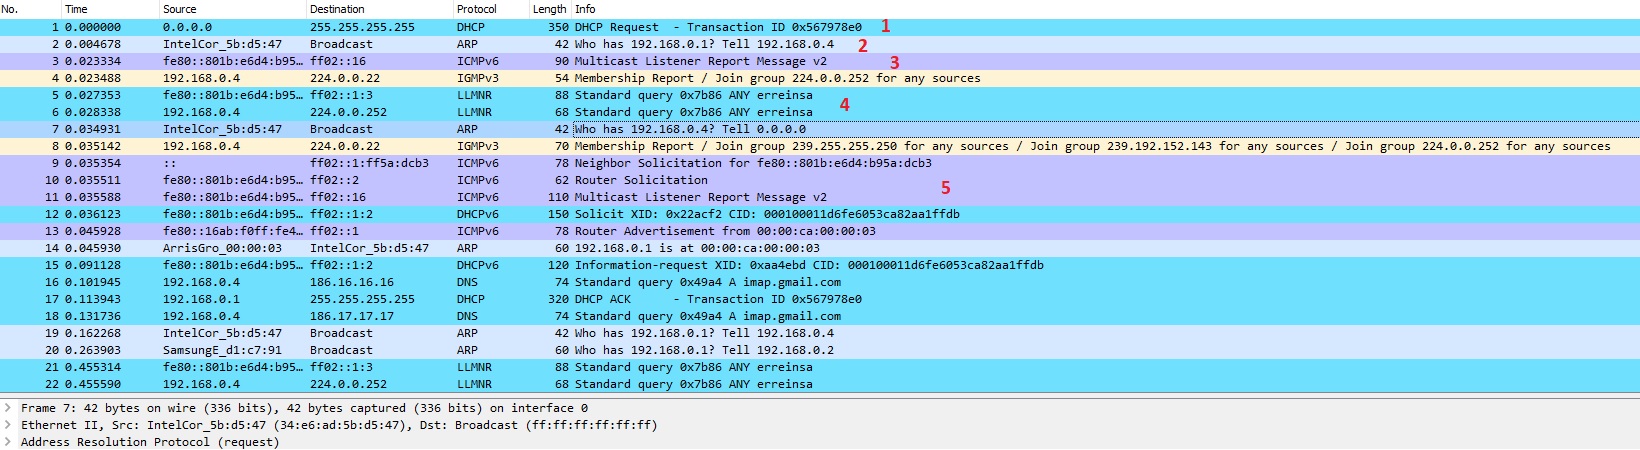 No. Time Source Destination Protocol Length Info
1 0.000000 0.0.0.0 255.255.255.255 DHCP 350 DHCP Request - Transaction ID 0x567978e0 1
2 0.004678 IntelCor_5b:d5:47 Broadcast ARP 42 Who has 192.168.0.1? Tell 192.168.0.4 2
3 0.023334 fe80::801b:e6d4:b95… ff02::16 ICMPv6 90 Multicast Listener Report Message v2 3
4 0.023488 192.168.0.4 224.0.0.22 IGMPv3 54 Membership Report / Join group 224.0.0.252 for any sources
5 0.027353 fe80::801b:e6d4:b95… ff02::1:3 LLMNR 88 Standard query 0x7b86 ANY erreinsa 4
6 0.028338 192.168.0.4 224.0.0.252 LLMNR 68 Standard query 0x7b86 ANY erreinsa
7 0.034931 IntelCor_5b:d5:47 Broadcast ARP 42 Who has 192.168.0.4? Tell 0.0.0.0
8 0.035142 192.168.0.4 224.0.0.22 IGMPv3 70 Membership Report / Join group 239.255.255.250 for any sources / Join group 239.192.152.143 for any sources / Join group 224.0.0.252 for any sources
9 0.035354 :: ff02::1:ff5a:dcb3 ICMPv6 78 Neighbor Solicitation for fe80::801b:e6d4:b95a:dcb3
10 0.035511 fe80::801b:e6d4:b95… ff02::2 ICMPv6 62 Router Solicitation 5
11 0.035588 fe80::801b:e6d4:b95… ff02::16 ICMPv6 110 Multicast Listener Report Message v2
12 0.036123 fe80::801b:e6d4:b95… ff02::1:2 DHCPv6 150 Solicit XID: 0x22acf2 CID: 000100011d6fe6053ca82aa1ffdb
13 0.045928 fe80::16ab:f0ff:fe4… ff02::1 ICMPv6 78 Router Advertisement from 00:00:ca:00:00:03
14 0.045930 ArrisGro_00:00:03 IntelCor_5b:d5:47 ARP 60 192.168.0.1 is at 00:00:ca:00:00:03
15 0.091128 fe80::801b:e6d4:b95… ff02::1:2 DHCPv6 120 Information-request XID: 0xaa4ebd CID: 000100011d6fe6053ca82aa1ffdb
16 0.101945 192.168.0.4 186.16.16.16 DNS 74 Standard query 0x49a4 A imap.gmail.com
17 0.113943 192.168.0.1 255.255.255.255 DHCP 320 DHCP ACK - Transaction ID 0x567978e0
18 0.131736 192.168.0.4 186.17.17.17 DNS 74 Standard query 0x49a4 A imap.gmail.com
19 0.162268 IntelCor_5b:d5:47 Broadcast ARP 42 Who has 192.168.0.1? Tell 192.168.0.4
20 0.263903 SamsungE_d1:c7:91 Broadcast ARP 60 Who has 192.168.0.1? Tell 192.168.0.2
21 0.455314 fe80::801b:e6d4:b95… ff02::1:3 LLMNR 88 Standard query 0x7b86 ANY erreinsa
22 0.455590 192.168.0.4 224.0.0.252 LLMNR 68 Standard query 0x7b86 ANY erreinsa
Frame 7: 42 bytes on wire (336 bits), 42 bytes captured (336 bits) on interface 0
Ethernet II, Src: IntelCor_5b:d5:47 (34:e6:ad:5b:d5:47), Dst: Broadcast (ff:ff:ff:ff:ff:ff)
Address Resolution Protocol (request)